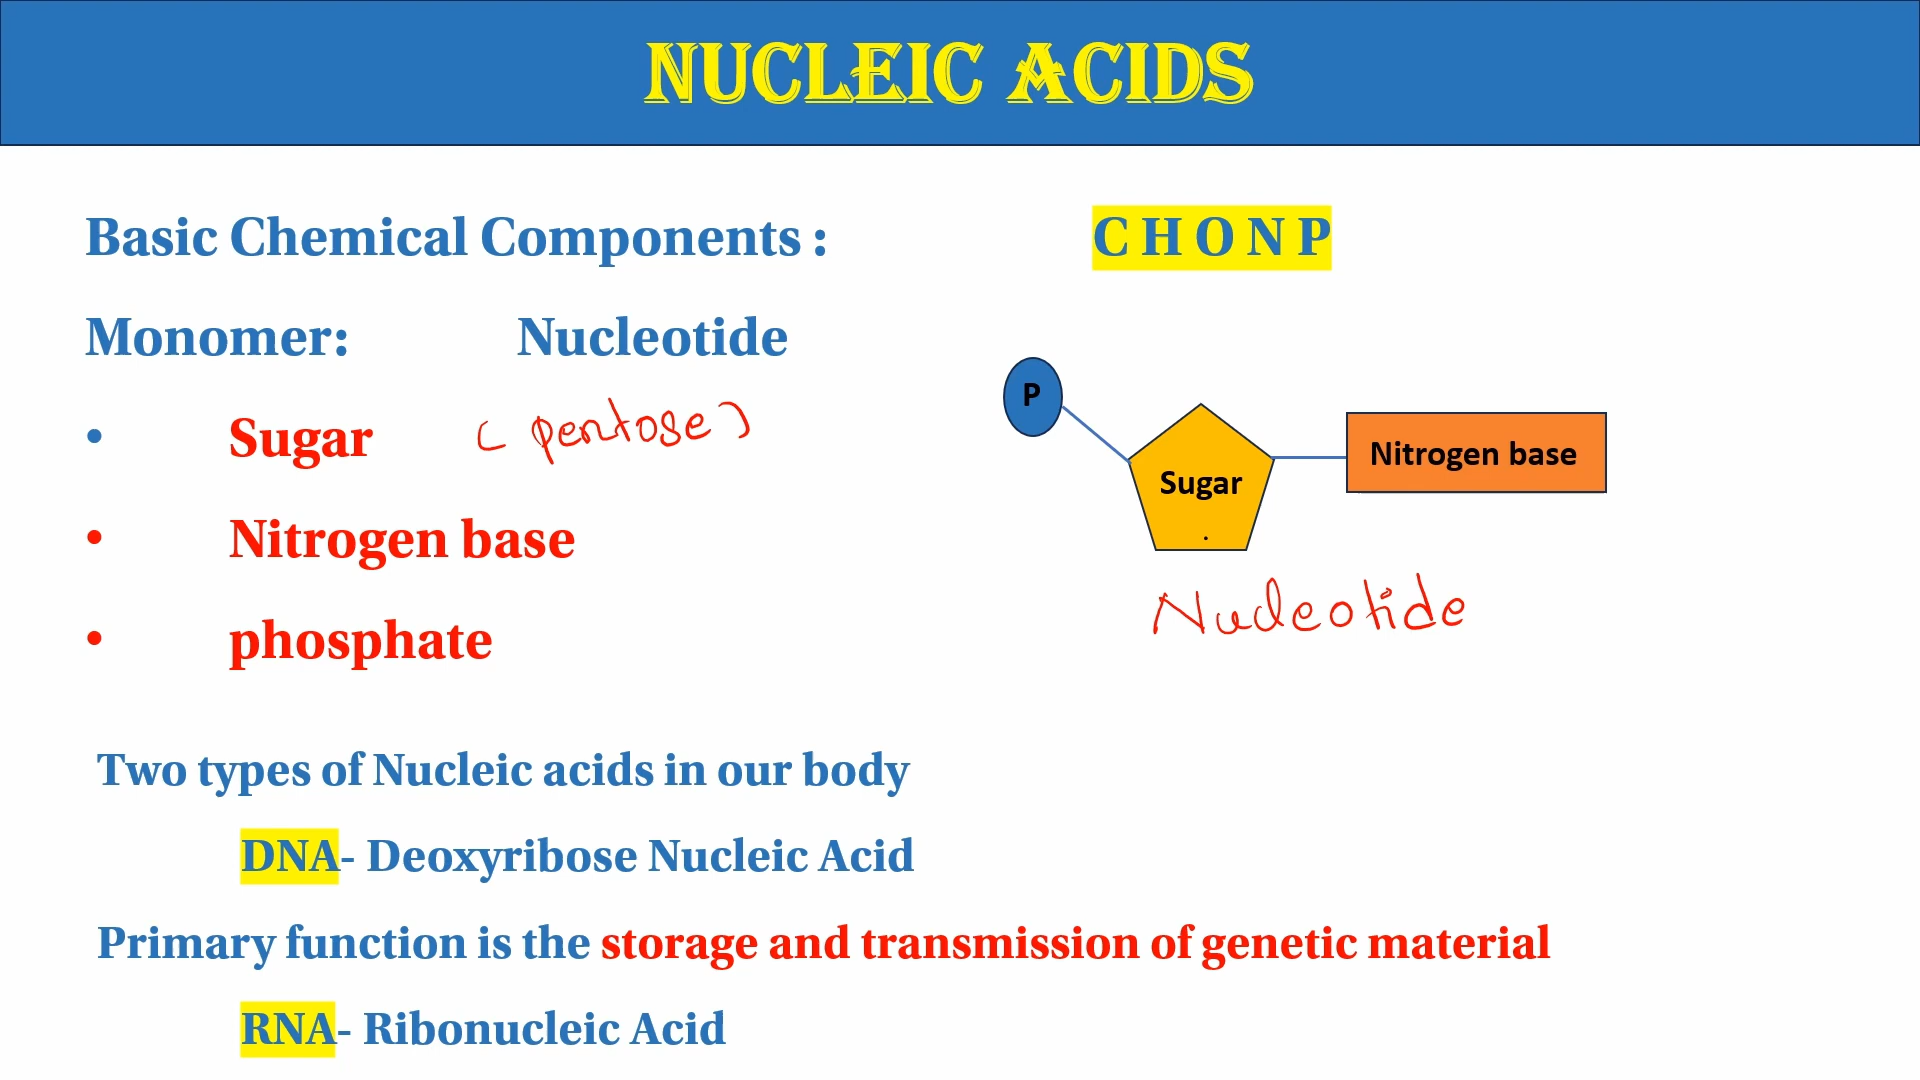 NUCLEIC ACIDS
Basic Chemical Components : C H O N P
Monomer: Nucleotide
• Sugar ( pentose )
• Nitrogen base
• phosphate
P
Sugar
.
Nitrogen base
Nucleotide
Two types of Nucleic acids in our body
DNA- Deoxyribose Nucleic Acid
Primary function is the storage and transmission of genetic material
RNA- Ribonucleic Acid